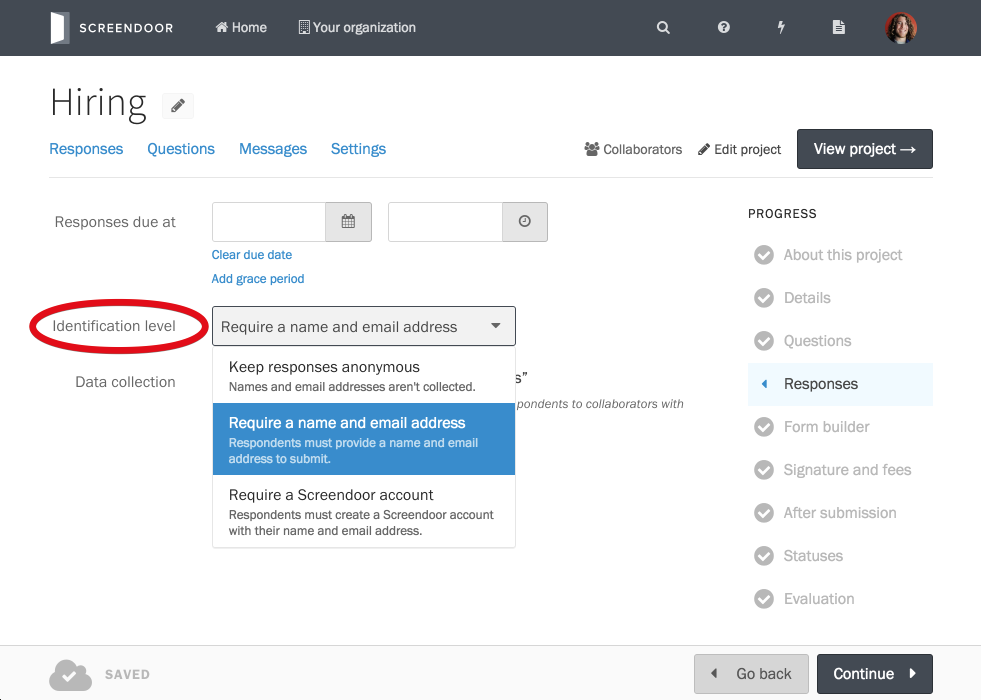 SCREENDOOR
Home
Your organization
Hiring
Responses
Questions
Messages
Settings
Collaborators
Edit project
View project →
Responses due at
Clear due date
Add grace period
Identification level
Require a name and email address
Keep responses anonymous
Names and email addresses aren't collected.
Require a name and email address
Respondents must provide a name and email
address to submit.
Require a Screendoor account
Respondents must create a Screendoor account
with their name and email address.
Data collection
s”
pondents to collaborators with
PROGRESS
About this project
Details
Questions
Responses
Form builder
Signature and fees
After submission
Statuses
Evaluation
SAVED
Go back
Continue